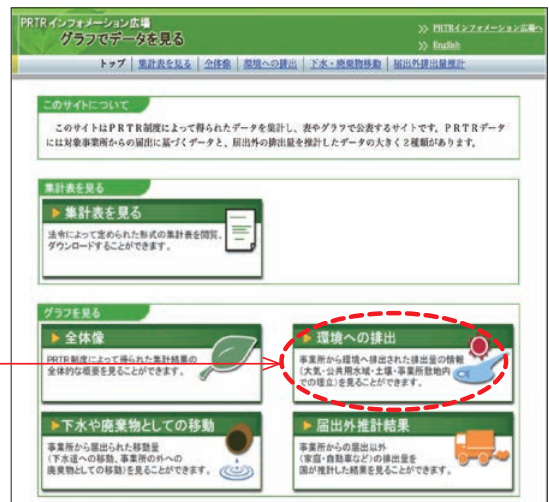 PRTRインフォメーション広場
グラフでデータを見る
>> PRTRインフォメーション広場へ
>> English
トップ | 集計表を見る | 全体像 | 環境への排出 | 下水・廃棄物移動 | 届出外排出量推計
このサイトについて
このサイトはPRTR制度によって得られたデータを集計し、表やグラフで公表するサイトです。PRTRデータ
には対象事業所からの届出に基づくデータと、届出外の排出量を推計したデータの大きく2種類があります。
集計表を見る
集計表を見る
法令によって定められた形式の集計表を閲覧、
ダウンロードすることができます。
グラフを見る
全体像
PRTR制度によって得られた集計結果の
全体的な概要を見ることができます。
環境への排出
事業所から環境へ排出された排出量の情報
(大気・公共用水域・土壌・事業所敷地内
での埋立)を見ることができます。
下水や廃棄物としての移動
事業所から届出られた移動量
(下水道への移動、事業所の外への
廃棄物としての移動)を見ることができます。
届出外推計結果
事業所からの届出以外
(家庭・自動車など)の排出量を
国が推計した結果を見ることができます。